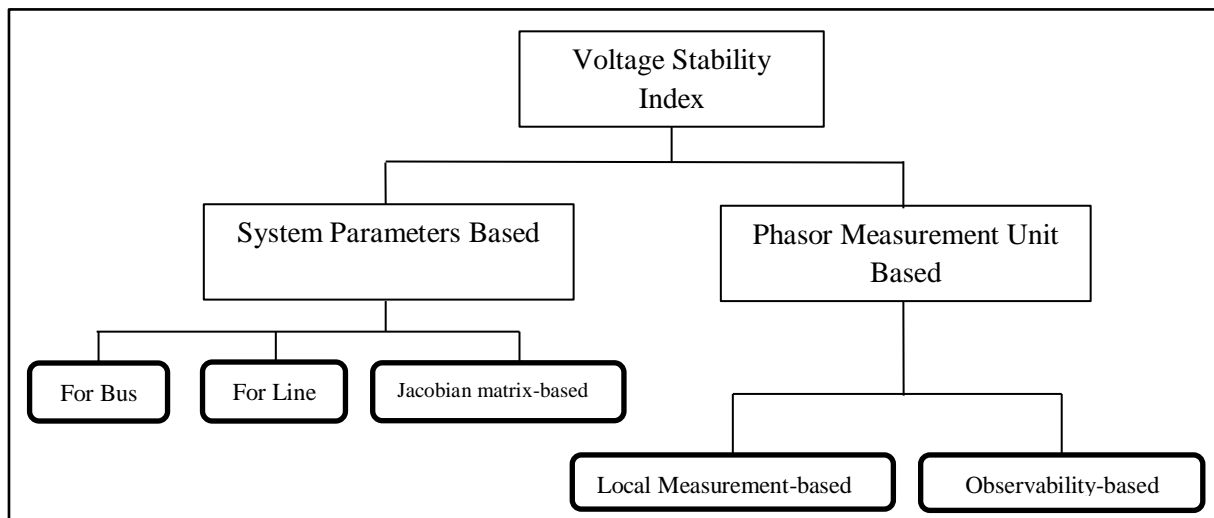 Voltage Stability
Index
System Parameters Based
Phasor Measurement Unit
Based
For Bus
For Line
Jacobian matrix-based
Local Measurement-based
Observability-based